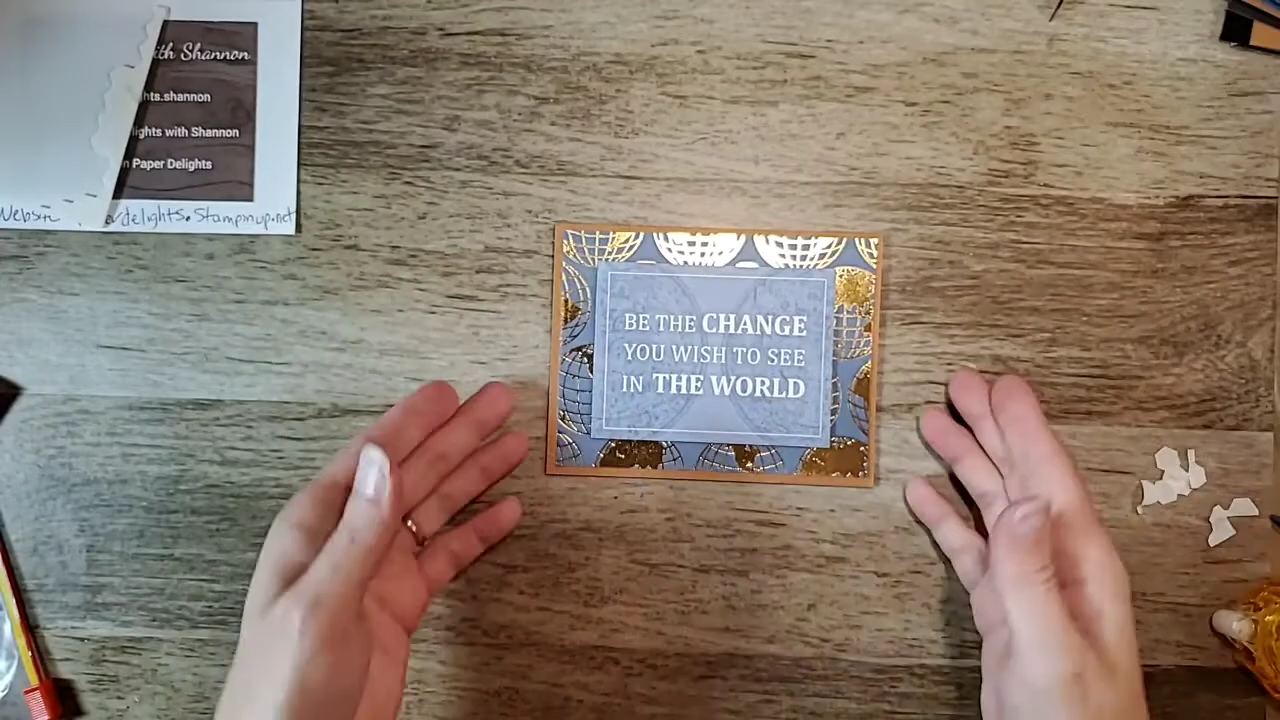 ith Shannon
hts.shannon
lights with Shannon
n Paper Delights
Website delights.Stampinup.net
BE THE CHANGE
YOU WISH TO SEE
IN THE WORLD